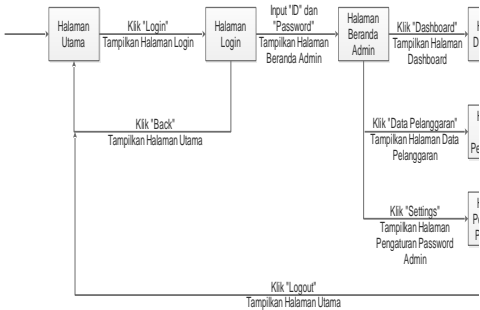 Halaman
Utama
Klik "Login"
Tampilkan Halaman Login
Halaman
Login
Input "ID" dan
"Password"
Tampilkan Halaman
Beranda Admin
Halaman
Beranda
Admin
Klik "Dashboard"
Tampilkan Halaman
Dashboard
Klik "Back"
Tampilkan Halaman Utama
Klik "Data Pelanggaran"
Tampilkan Halaman Data
Pelanggaran
Klik "Settings"
Tampilkan Halaman
Pengaturan Password
Admin
Klik "Logout"
Tampilkan Halaman Utama